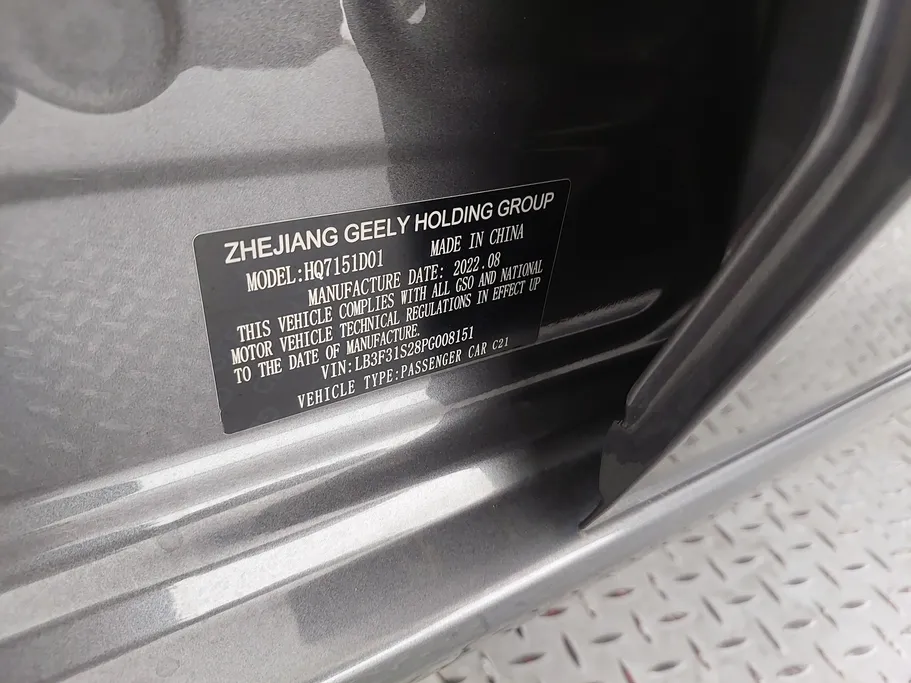 ZHEJIANG GEELY HOLDING GROUP
MODEL:HQ7151D01 MADE IN CHINA
MANUFACTURE DATE: 2022.08
THIS VEHICLE COMPLIES WITH ALL GSO AND NATIONAL
MOTOR VEHICLE TECHNICAL REGULATIONS IN EFFECT UP
TO THE DATE OF MANUFACTURE.
VIN:LB3F31S28PG008151
VEHICLE TYPE:PASSENGER CAR C21